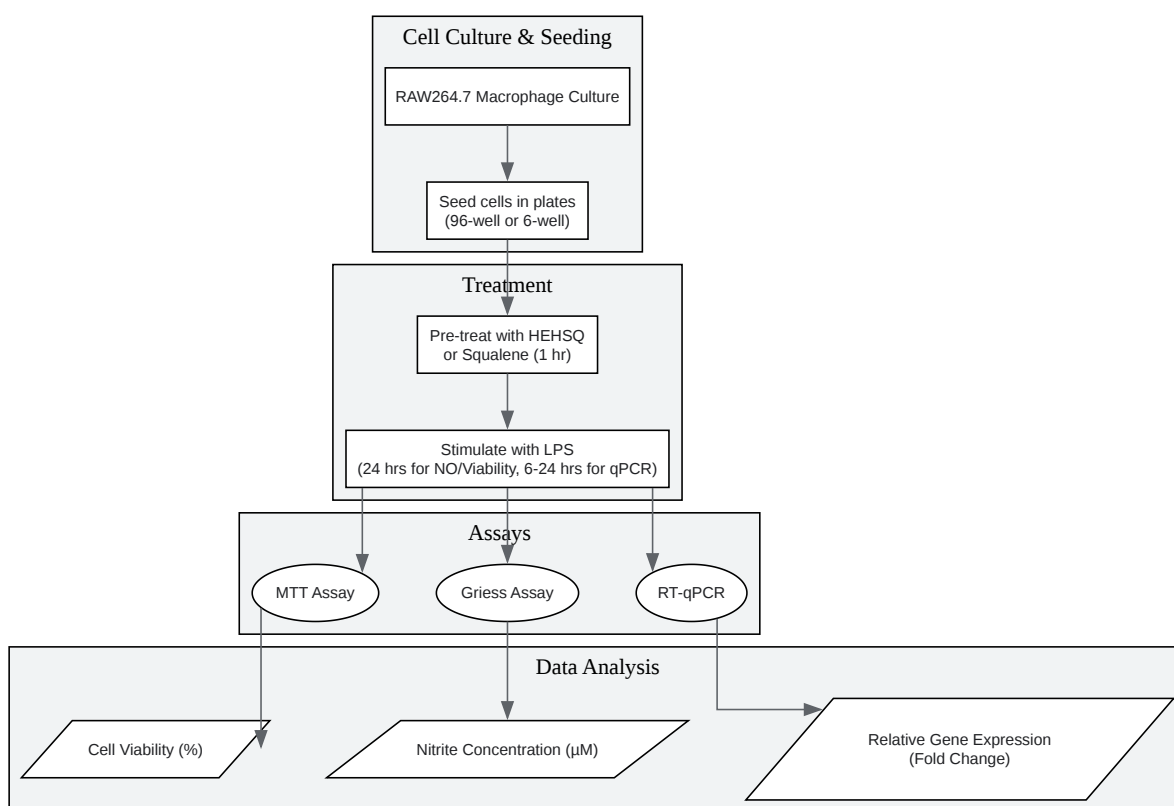 Cell Culture & Seeding
RAW264.7 Macrophage Culture
Seed cells in plates
(96-well or 6-well)
Treatment
Pre-treat with HEHSQ
or Squalene (1 hr)
Stimulate with LPS
(24 hrs for NO/Viability, 6-24 hrs for qPCR)
Assays
MTT Assay
Griess Assay
RT-qPCR
Data Analysis
Cell Viability (%)
Nitrite Concentration (µM)
Relative Gene Expression
(Fold Change)